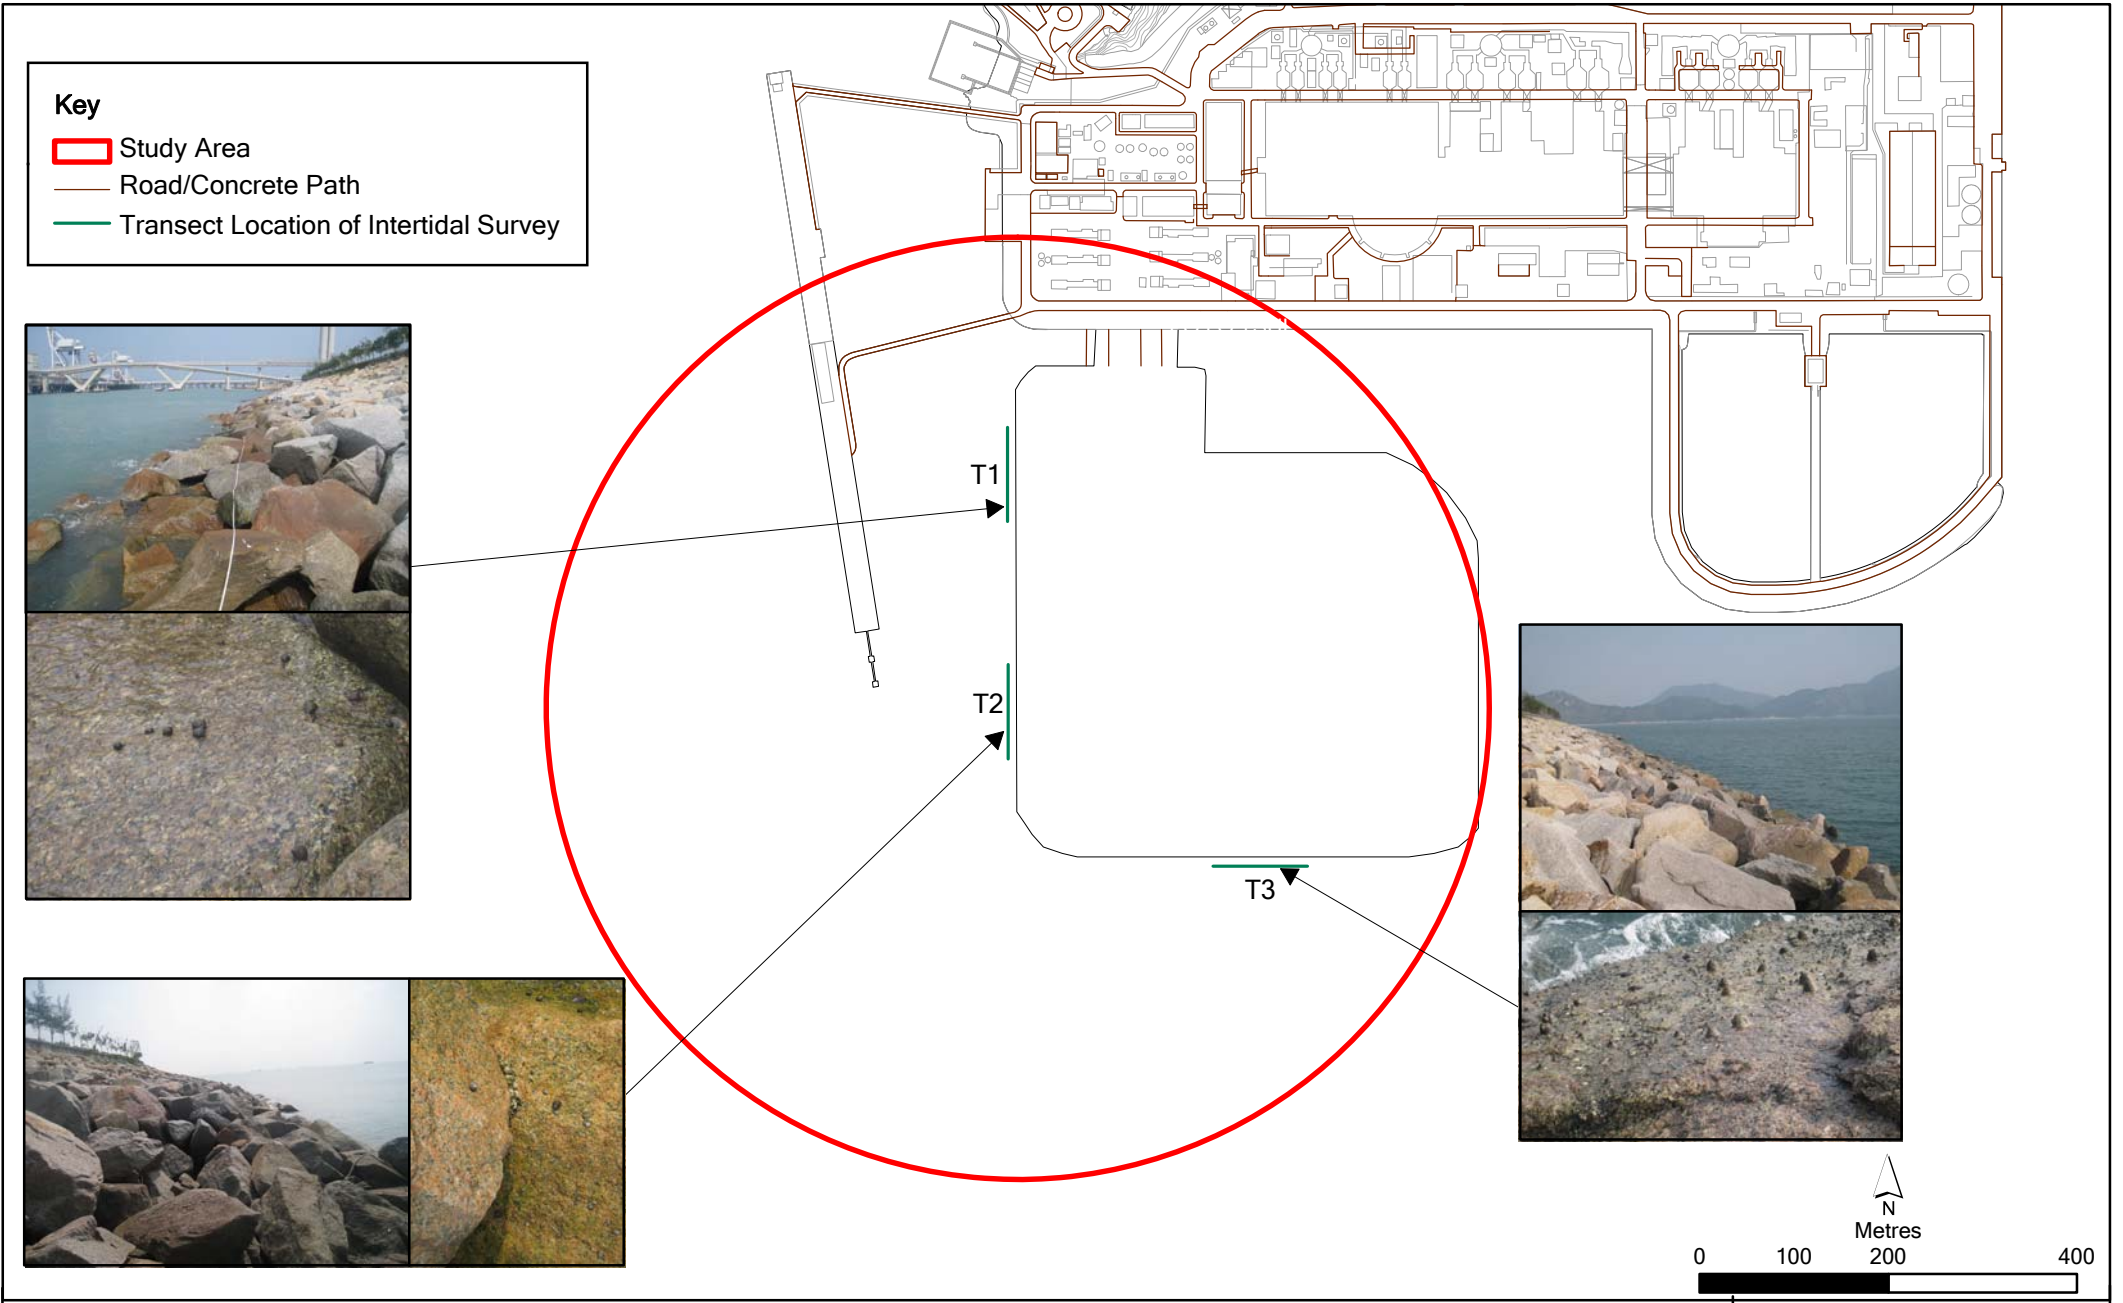 Key
Study Area
Road/Concrete Path
Transect Location of Intertidal Survey
T1
T2
T3
N
Metres
0 100 200 400